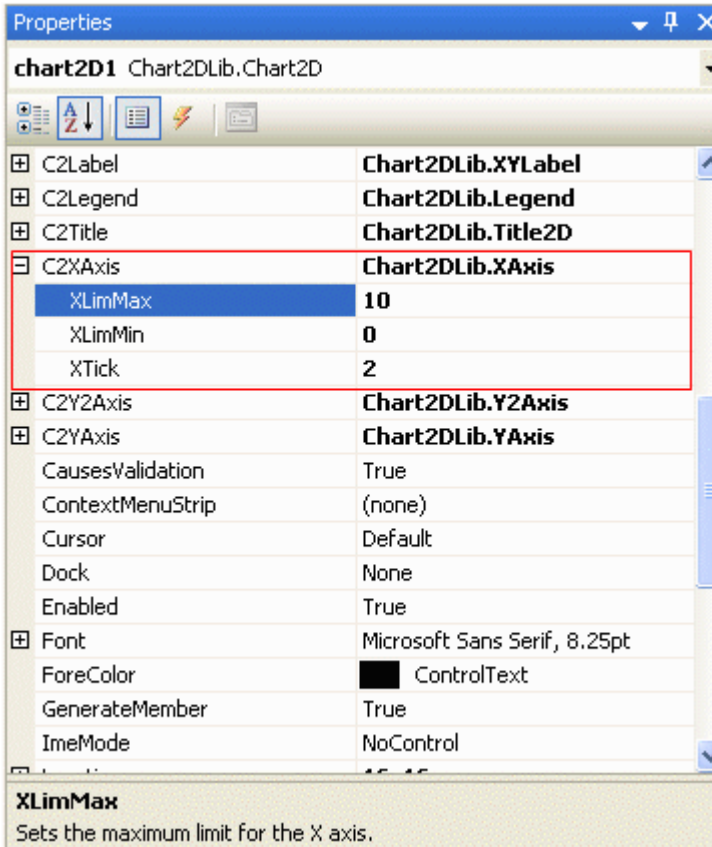 Properties
chart2D1 Chart2DLib.Chart2D
C2Label Chart2DLib.XYLabel
C2Legend Chart2DLib.Legend
C2Title Chart2DLib.Title2D
C2XAxis Chart2DLib.XAxis
XLimMax 10
XLimMin 0
XTick 2
C2Y2Axis Chart2DLib.Y2Axis
C2YAxis Chart2DLib.YAxis
CausesValidation True
ContextMenuStrip (none)
Cursor Default
Dock None
Enabled True
Font Microsoft Sans Serif, 8.25pt
ForeColor ControlText
GenerateMember True
ImeMode NoControl
XLimMax
Sets the maximum limit for the X axis.